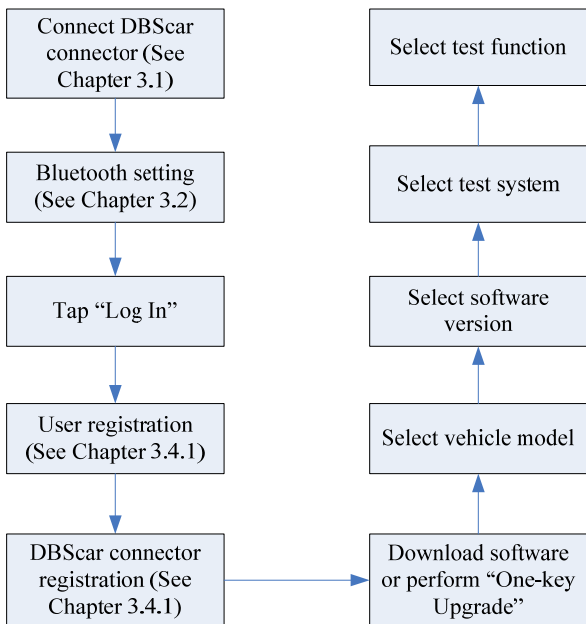 Connect DBScar
connector (See
Chapter 3.1)
Bluetooth setting
(See Chapter 3.2)
Tap “Log In”
User registration
(See Chapter 3.4.1)
DBScar connector
registration (See
Chapter 3.4.1)
Download software
or perform “One-key
Upgrade”
Select vehicle model
Select software
version
Select test system
Select test function